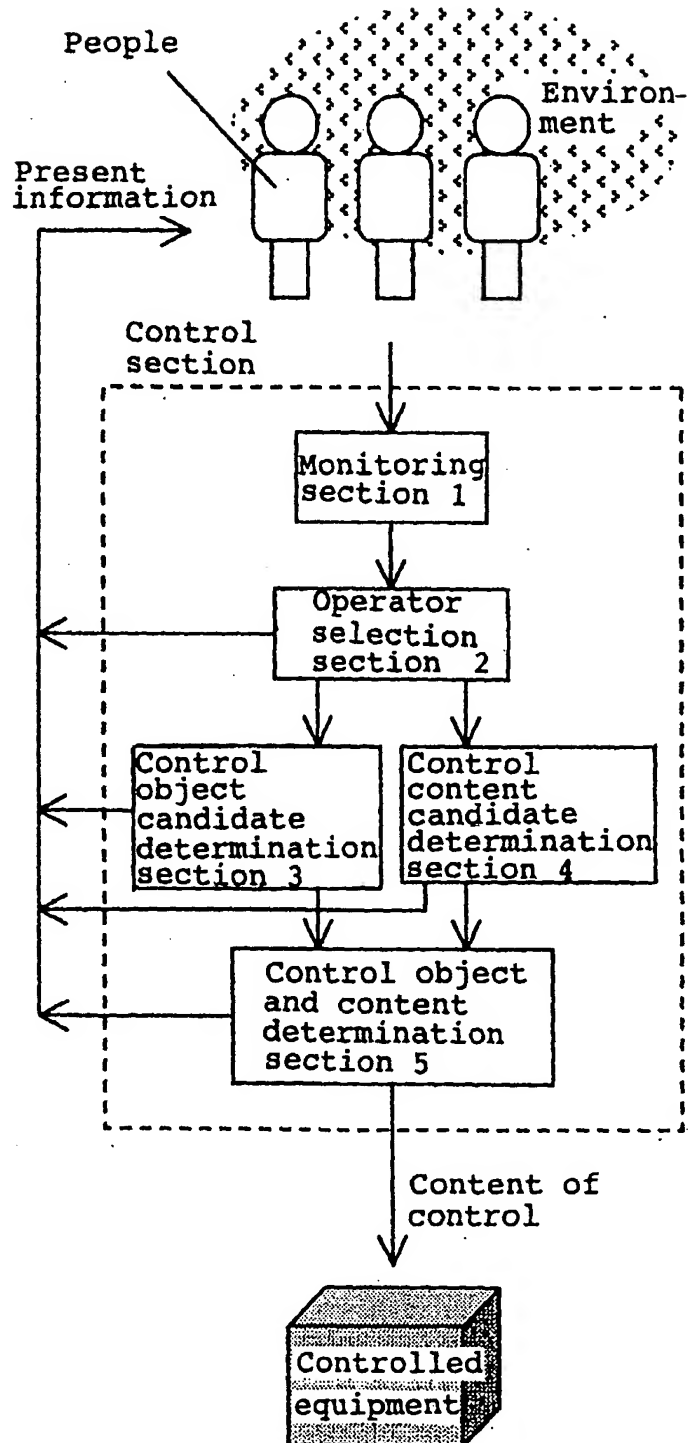 People
Environ-
ment
Present
information
Control
section
Monitoring
section 1
Operator
selection
section 2
Control
object
candidate
determination
section 3
Control
content
candidate
determination
section 4
Control object
and content
determination
section 5
Content of
control
Controlled
equipment